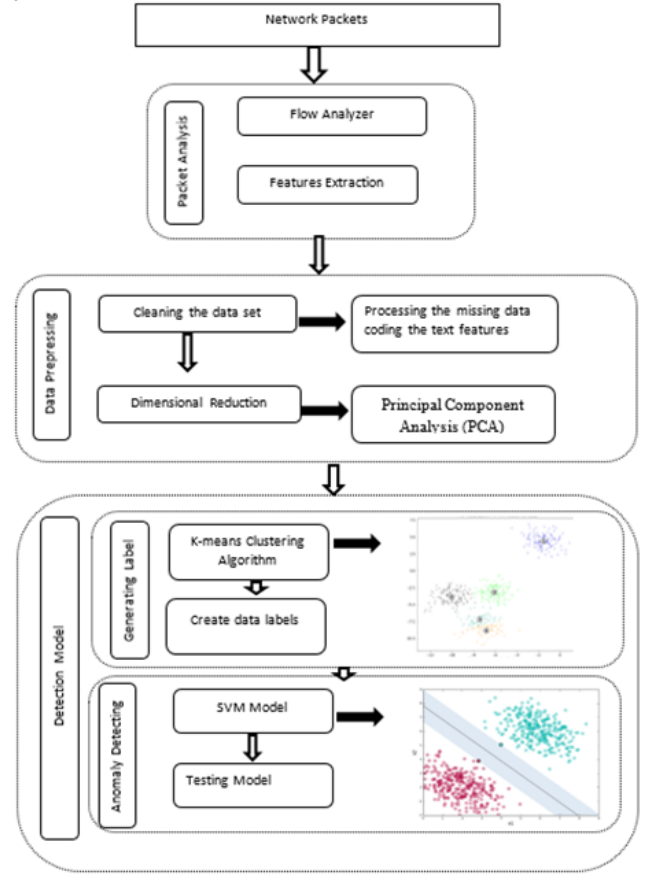 Network Packets
Packet Analysis
Flow Analyzer
Features Extraction
Data Prepressing
Cleaning the data set
Processing the missing data
coding the text features
Dimensional Reduction
Principal Component
Analysis (PCA)
Detection Model
Generating Label
K-means Clustering
Algorithm
Create data labels
Anomaly Detecting
SVM Model
Testing Model